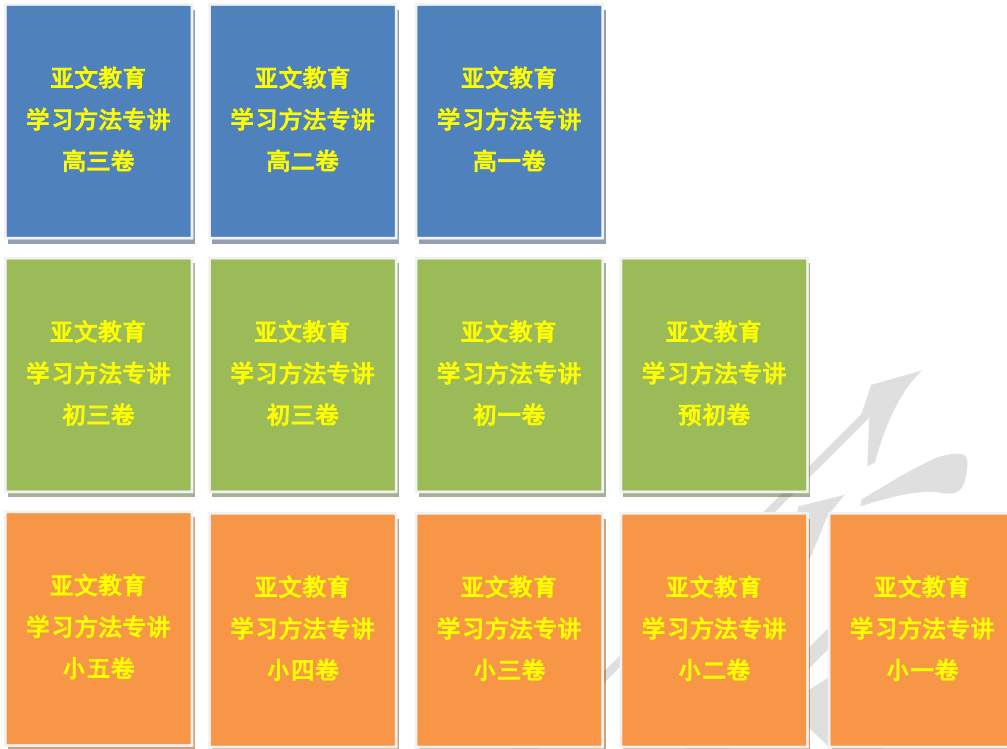 亚文教育
学习方法专讲
高三卷
亚文教育
学习方法专讲
高二卷
亚文教育
学习方法专讲
高一卷
亚文教育
学习方法专讲
初三卷
亚文教育
学习方法专讲
初三卷
亚文教育
学习方法专讲
初一卷
亚文教育
学习方法专讲
预初卷
亚文教育
学习方法专讲
小五卷
亚文教育
学习方法专讲
小四卷
亚文教育
学习方法专讲
小三卷
亚文教育
学习方法专讲
小二卷
亚文教育
学习方法专讲
小一卷